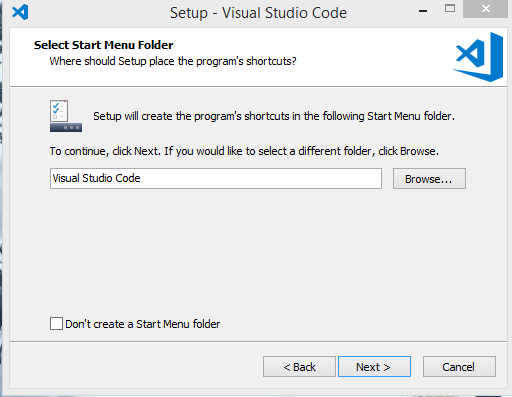 Setup - Visual Studio Code
Select Start Menu Folder
Where should Setup place the program's shortcuts?
Setup will create the program's shortcuts in the following Start Menu folder.
To continue, click Next. If you would like to select a different folder, click Browse.
Visual Studio Code
Browse...
Don't create a Start Menu folder
< Back
Next >
Cancel